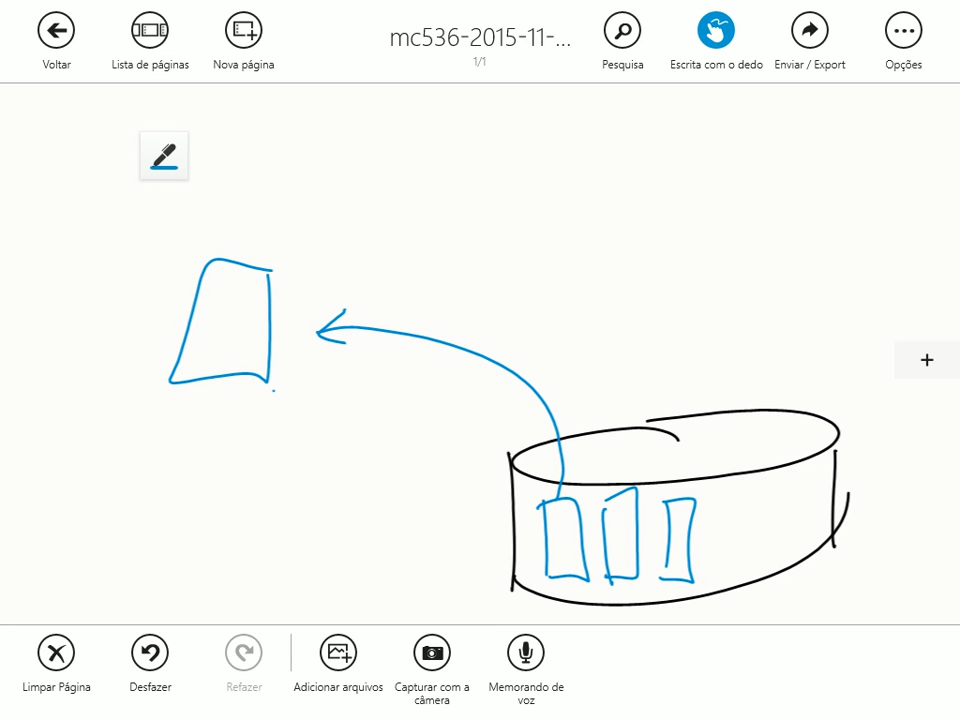 Voltar
Lista de páginas
Nova página
mc536-2015-11-...
1/1
Pesquisa
Escrita com o dedo
Enviar / Export
Opções
Limpar Página
Desfazer
Refazer
Adicionar arquivos
Capturar com a
câmera
Memorando de
voz